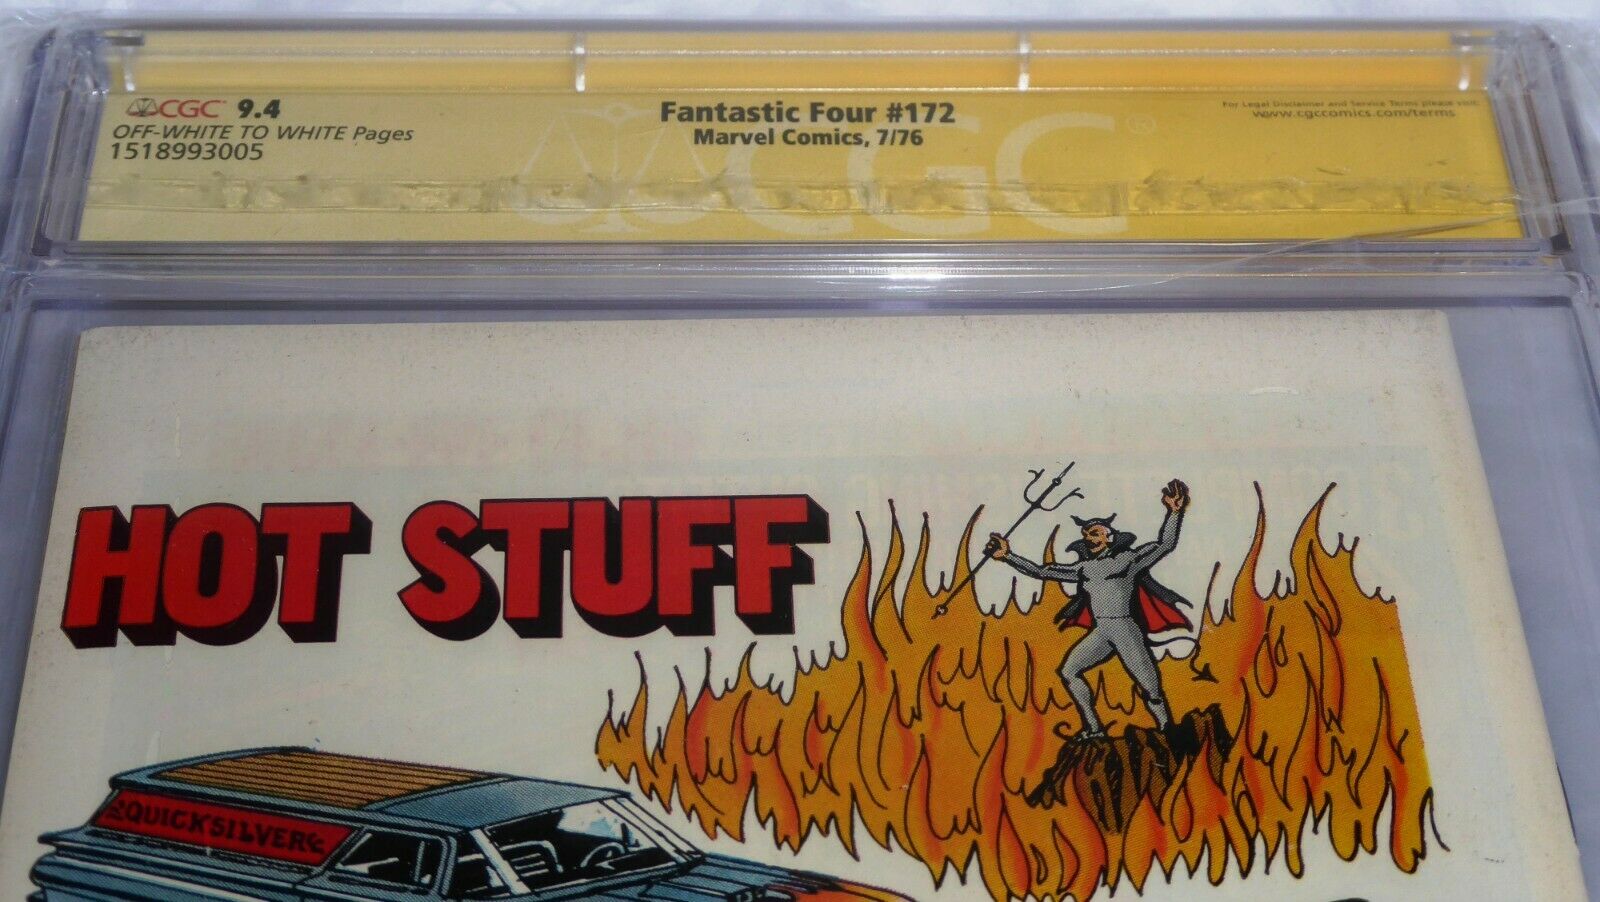 CGC 9.4
OFF-WHITE TO WHITE Pages
1518993005
Fantastic Four #172
Marvel Comics, 7/76
For Legal Disclaimer and Service Terms please visit:
www.cgccomics.com/terms
CGC ®
HOT STUFF
QUICKSILVER